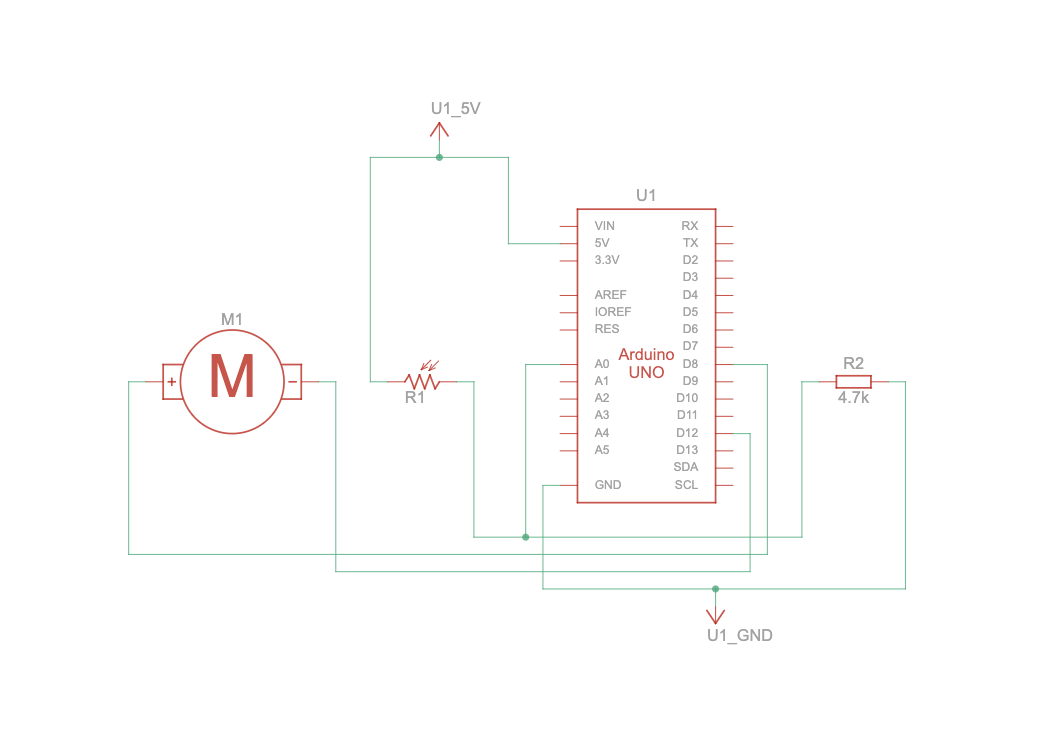 U1_5V
U1
VIN RX
5V TX
3.3V D2
D3
AREF D4
IOREF D5
RES D6
D7
M1
Arduino
UNO
A0 D8
A1 D9
A2 D10
A3 D11
A4 D12
A5 D13
SDA
GND SCL
M
+
−
R1
R2
4.7k
U1_GND